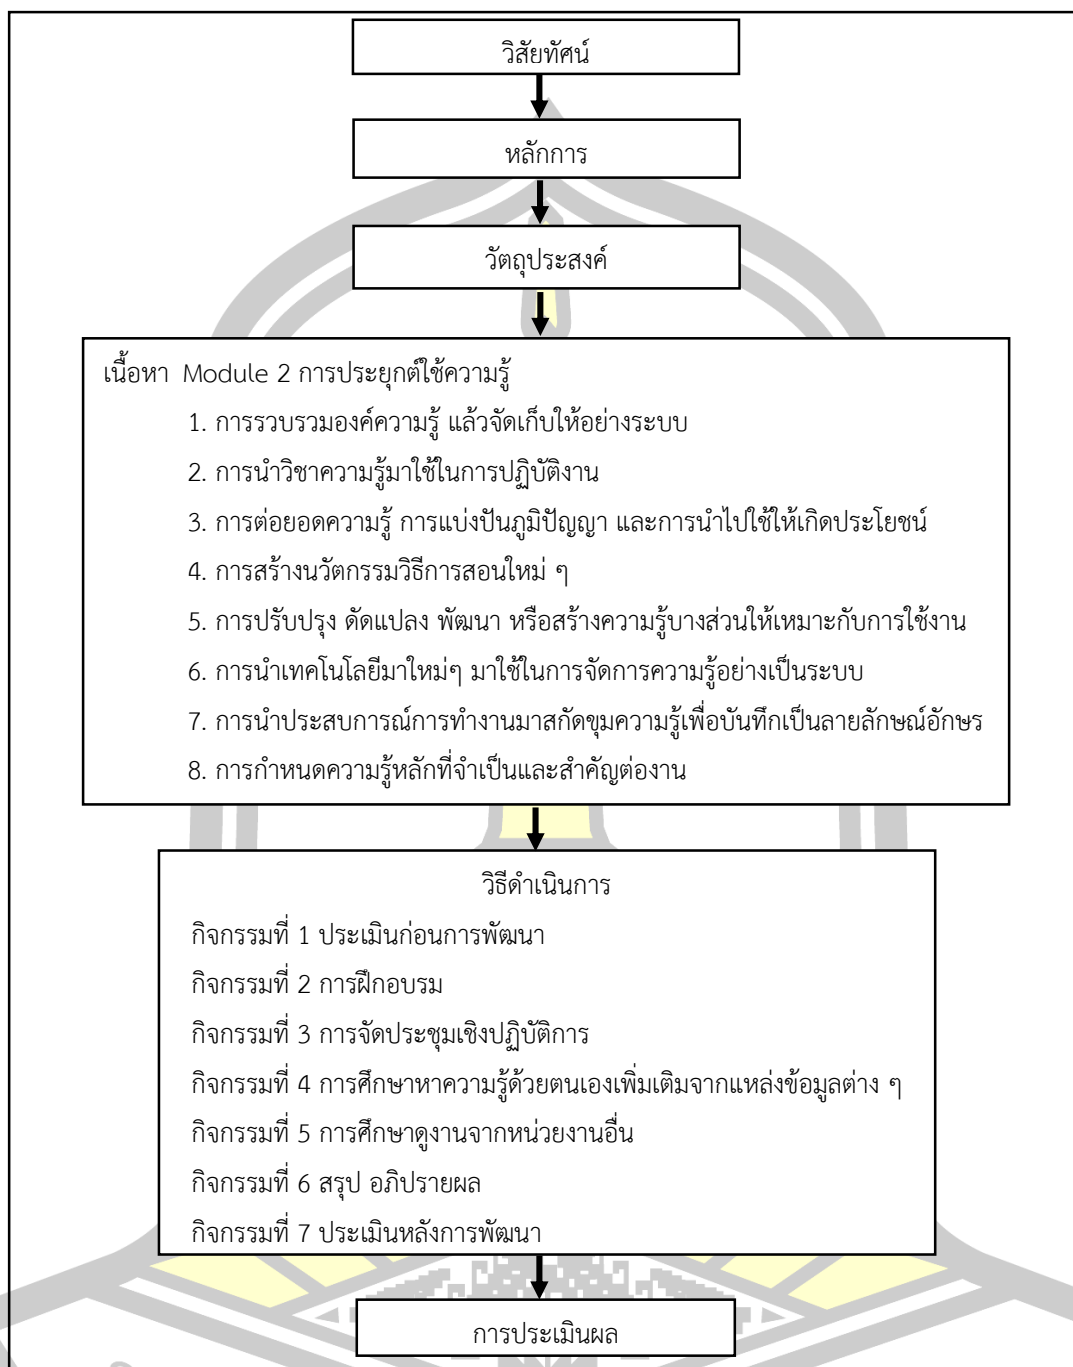 วิสัยทัศน์
หลักการ
วัตถุประสงค์
เนื้อหา Module 2 การประยุกต์ใช้ความรู้
1. การรวบรวมองค์ความรู้ แล้วจัดเก็บให้อย่างระบบ
2. การนำวิชาความรู้มาใช้ในการปฏิบัติงาน
3. การต่อยอดความรู้ การแบ่งปันภูมิปัญญา และการนำไปใช้ให้เกิดประโยชน์
4. การสร้างนวัตกรรมวิธีการสอนใหม่ ๆ
5. การปรับปรุง ดัดแปลง พัฒนา หรือสร้างความรู้บางส่วนให้เหมาะกับการใช้งาน
6. การนำเทคโนโลยีมาใหม่ๆ มาใช้ในการจัดการความรู้อย่างเป็นระบบ
7. การนำประสบการณ์การทำงานมาสกัดขุมความรู้เพื่อบันทึกเป็นลายลักษณ์อักษร
8. การกำหนดความรู้หลักที่จำเป็นและสำคัญต่องาน
วิธีดำเนินการ
กิจกรรมที่ 1 ประเมินก่อนการพัฒนา
กิจกรรมที่ 2 การฝึกอบรม
กิจกรรมที่ 3 การจัดประชุมเชิงปฏิบัติการ
กิจกรรมที่ 4 การศึกษาหาความรู้ด้วยตนเองเพิ่มเติมจากแหล่งข้อมูลต่าง ๆ
กิจกรรมที่ 5 การศึกษาดูงานจากหน่วยงานอื่น
กิจกรรมที่ 6 สรุป อภิปรายผล
กิจกรรมที่ 7 ประเมินหลังการพัฒนา
การประเมินผล